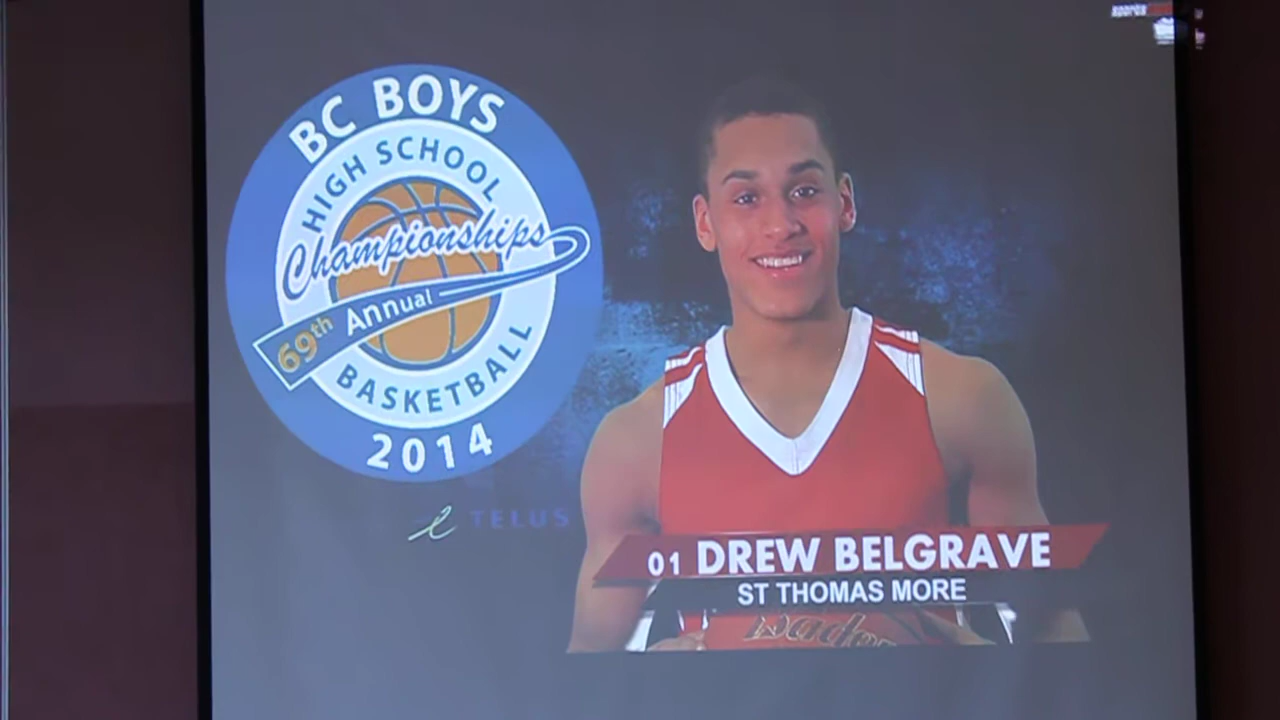 BC BOYS
HIGH SCHOOL
Championships
69th Annual
BASKETBALL
2014
TELUS
01 DREW BELGRAVE
ST THOMAS MORE